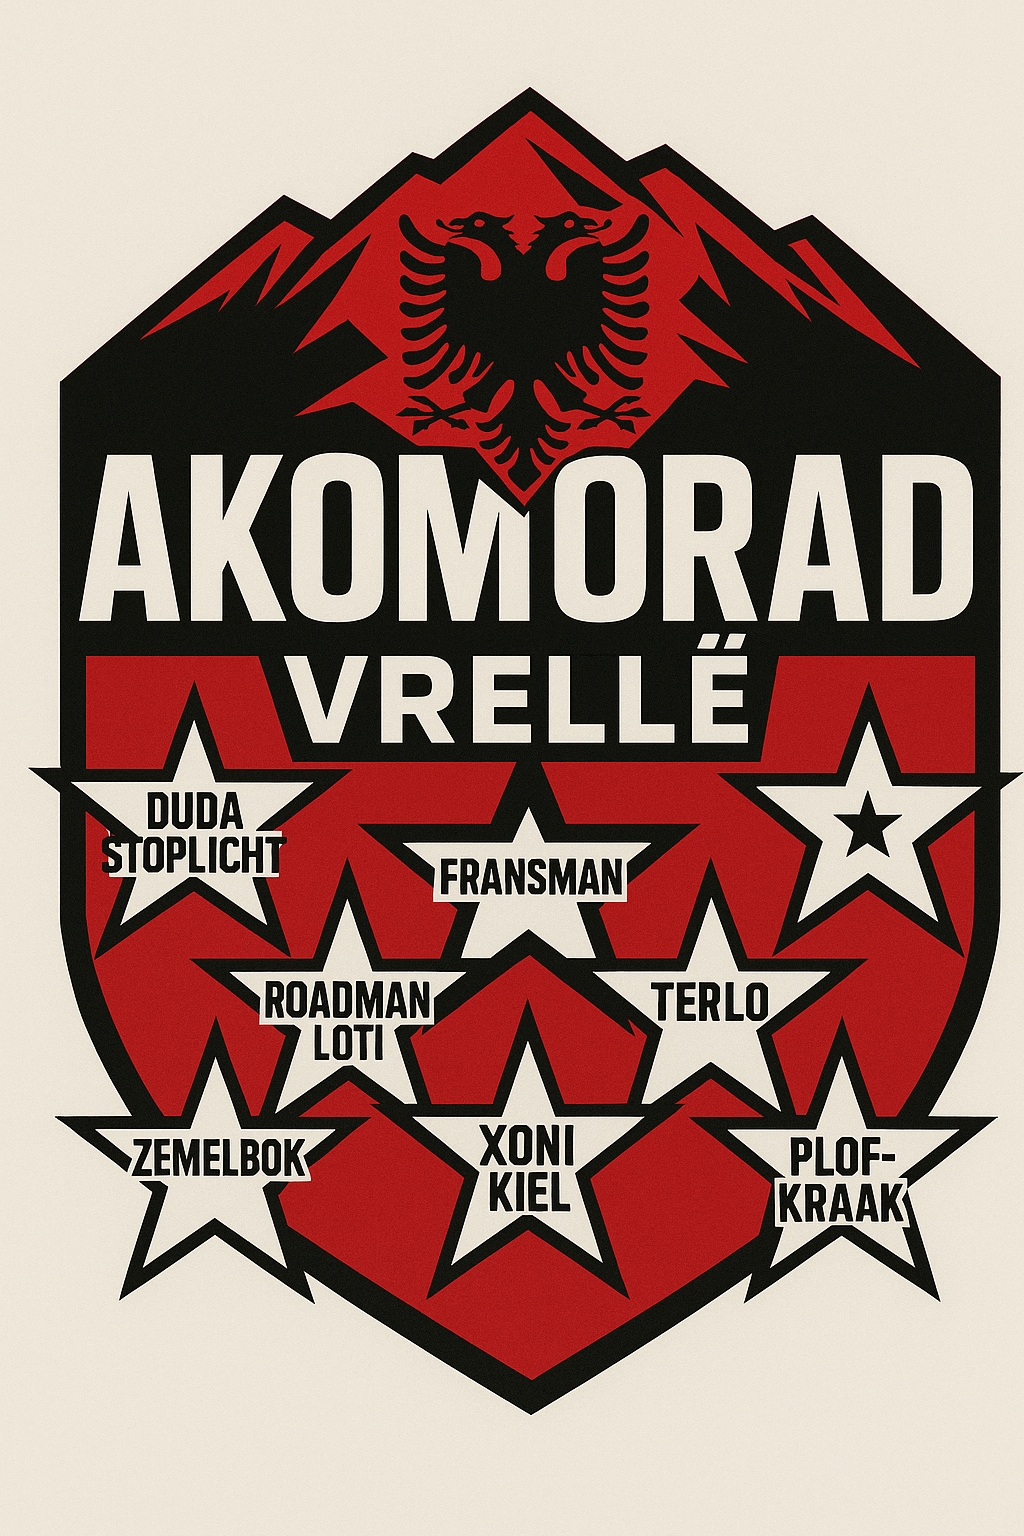 AKOMORAD
VRELLË
DUDA
STOPLICHT
FRANSMAN
ROADMAN
LOTI
TERLO
ZEMELBOK
XONI
KIEL
PLOF-
KRAAK